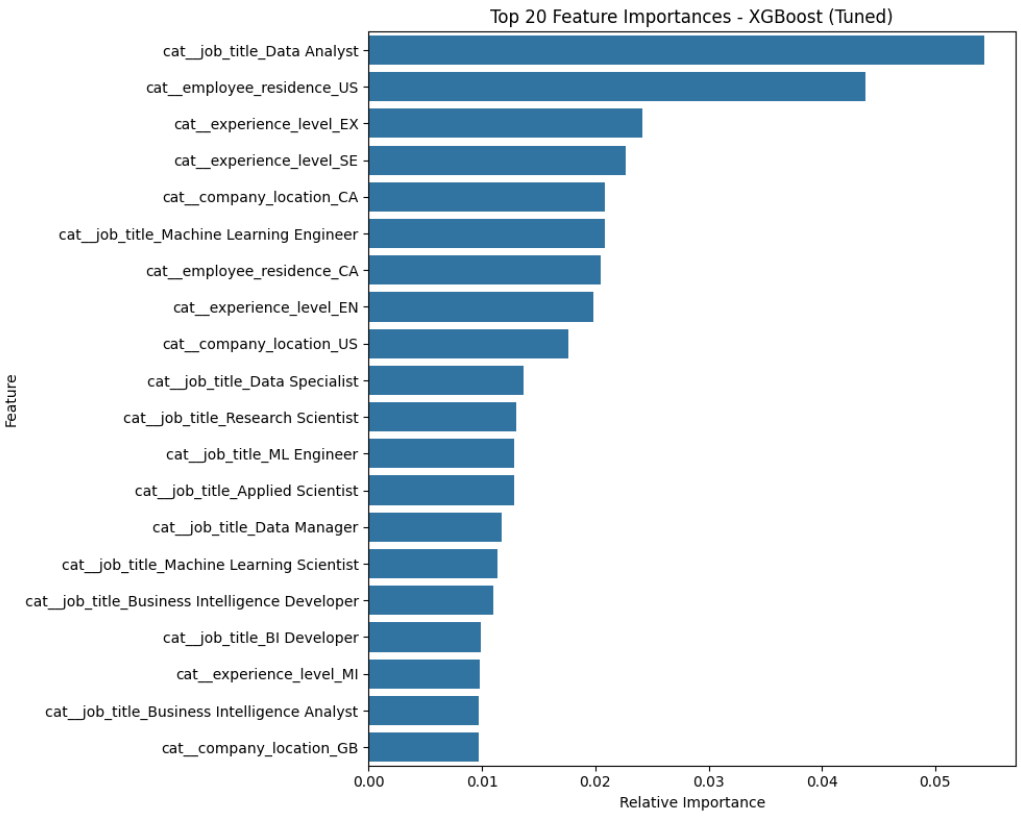 Top 20 Feature Importances - XGBoost (Tuned)
Feature
cat__job_title_Data Analyst
cat__employee_residence_US
cat__experience_level_EX
cat__experience_level_SE
cat__company_location_CA
cat__job_title_Machine Learning Engineer
cat__employee_residence_CA
cat__experience_level_EN
cat__company_location_US
cat__job_title_Data Specialist
cat__job_title_Research Scientist
cat__job_title_ML Engineer
cat__job_title_Applied Scientist
cat__job_title_Data Manager
cat__job_title_Machine Learning Scientist
cat__job_title_Business Intelligence Developer
cat__job_title_BI Developer
cat__experience_level_MI
cat__job_title_Business Intelligence Analyst
cat__company_location_GB
0.00 0.01 0.02 0.03 0.04 0.05
Relative Importance